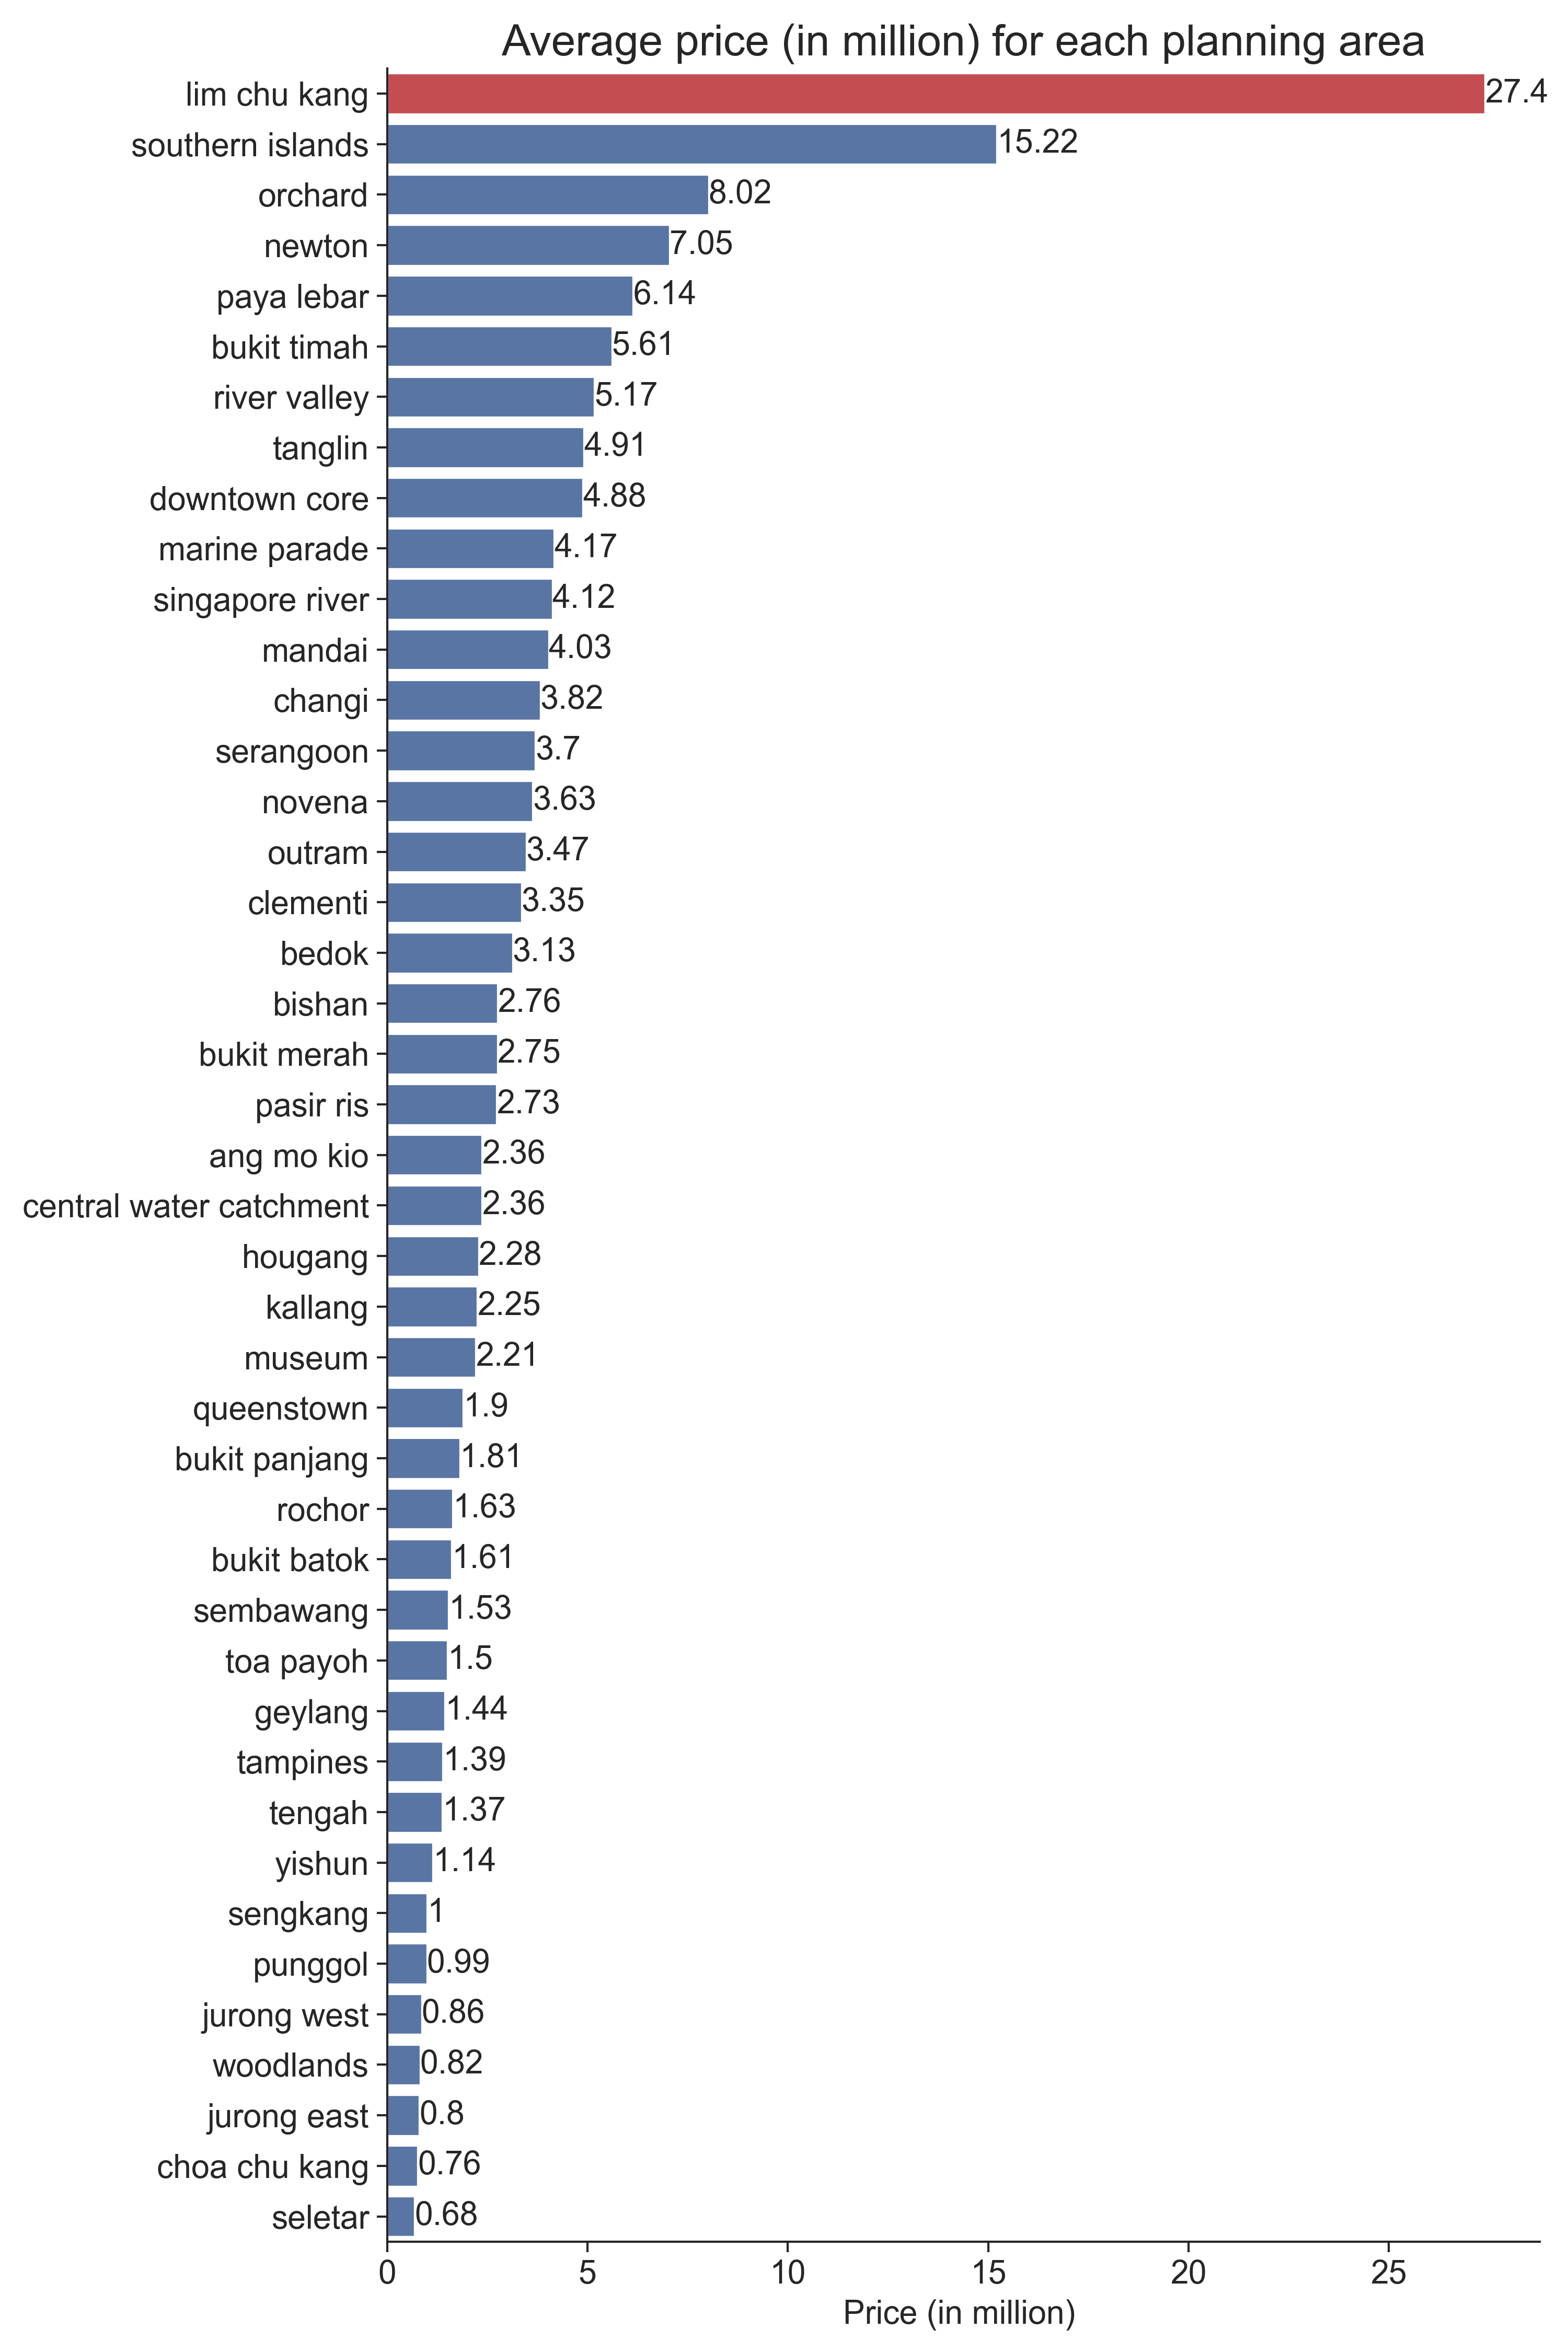 Average price (in million) for each planning area
lim chu kang 27.4
southern islands 15.22
orchard 8.02
newton 7.05
paya lebar 6.14
bukit timah 5.61
river valley 5.17
tanglin 4.91
downtown core 4.88
marine parade 4.17
singapore river 4.12
mandai 4.03
changi 3.82
serangoon 3.7
novena 3.63
outram 3.47
clementi 3.35
bedok 3.13
bishan 2.76
bukit merah 2.75
pasir ris 2.73
ang mo kio 2.36
central water catchment 2.36
hougang 2.28
kallang 2.25
museum 2.21
queenstown 1.9
bukit panjang 1.81
rochor 1.63
bukit batok 1.61
sembawang 1.53
toa payoh 1.5
geylang 1.44
tampines 1.39
tengah 1.37
yishun 1.14
sengkang 1
punggol 0.99
jurong west 0.86
woodlands 0.82
jurong east 0.8
choa chu kang 0.76
seletar 0.68
0 5 10 15 20 25
Price (in million)